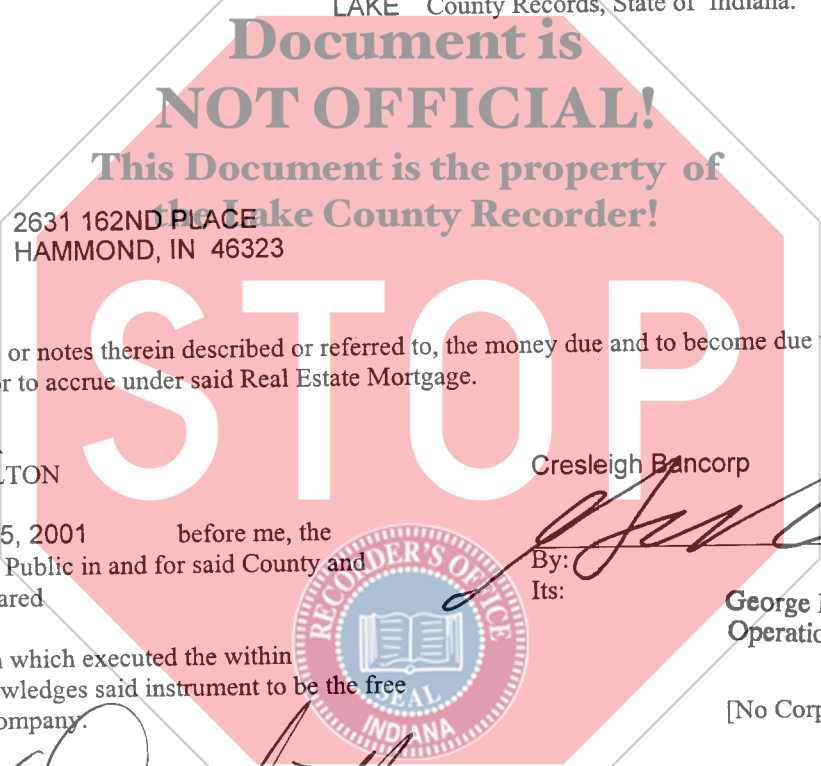 LAKE County Records, State of Indiana.
Document is
NOT OFFICIAL!
This Document is the property of
the Lake County Recorder!
2631 162ND PLACE
HAMMOND, IN 46323
STOP
or notes therein described or referred to, the money due and to become due
r to accrue under said Real Estate Mortgage.
LTON
Cresleigh Bancorp
5, 2001 before me, the
Public in and for said County and
ared
By:
Its:
George
Operatio
which executed the within
wledges said instrument to be the free
ompany.
[No Corp
RECORDER'S OFFICE
SEAL
INDIANA